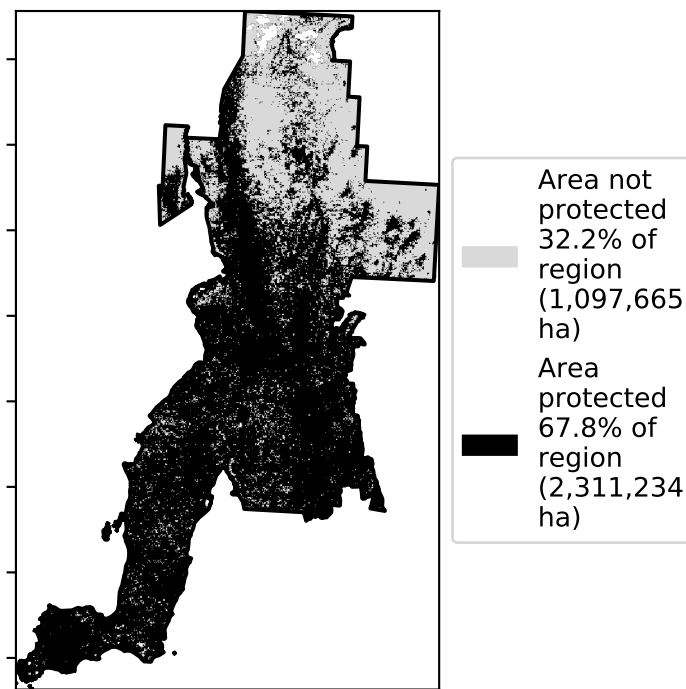 Area not
protected
32.2% of
region
(1,097,665
ha)
Area
protected
67.8% of
region
(2,311,234
ha)